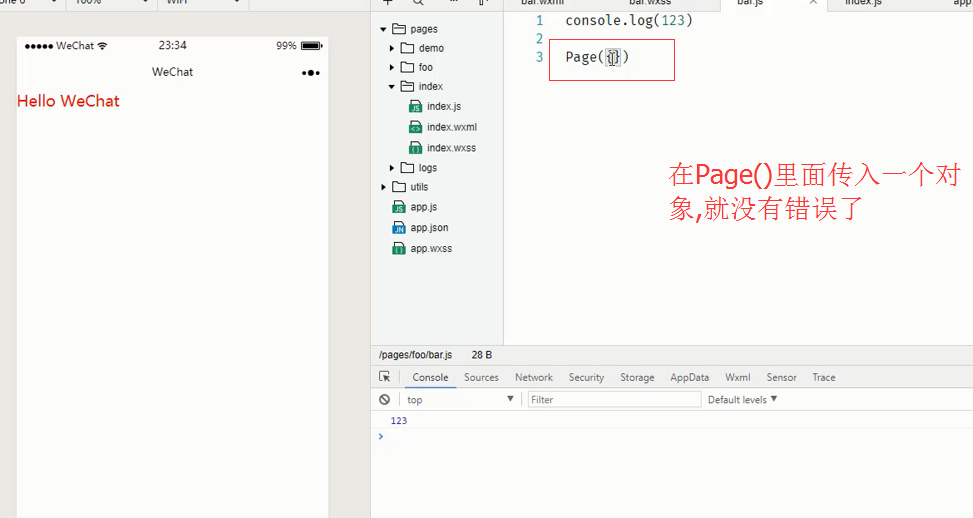 100%
WiFi
bar.wxml
bar.wxss
bar.js
index.js
WeChat
23:34
99%
WeChat
Hello WeChat
pages
demo
foo
index
index.js
index.wxml
index.wxss
logs
utils
app.js
app.json
app.wxss
1 console.log(123)
2
3 Page({})
在Page()里面传入一个对
象,就没有错误了
/pages/foo/bar.js 28 B
Console Sources Network Security Storage AppData Wxml Sensor Trace
top Filter Default levels
123